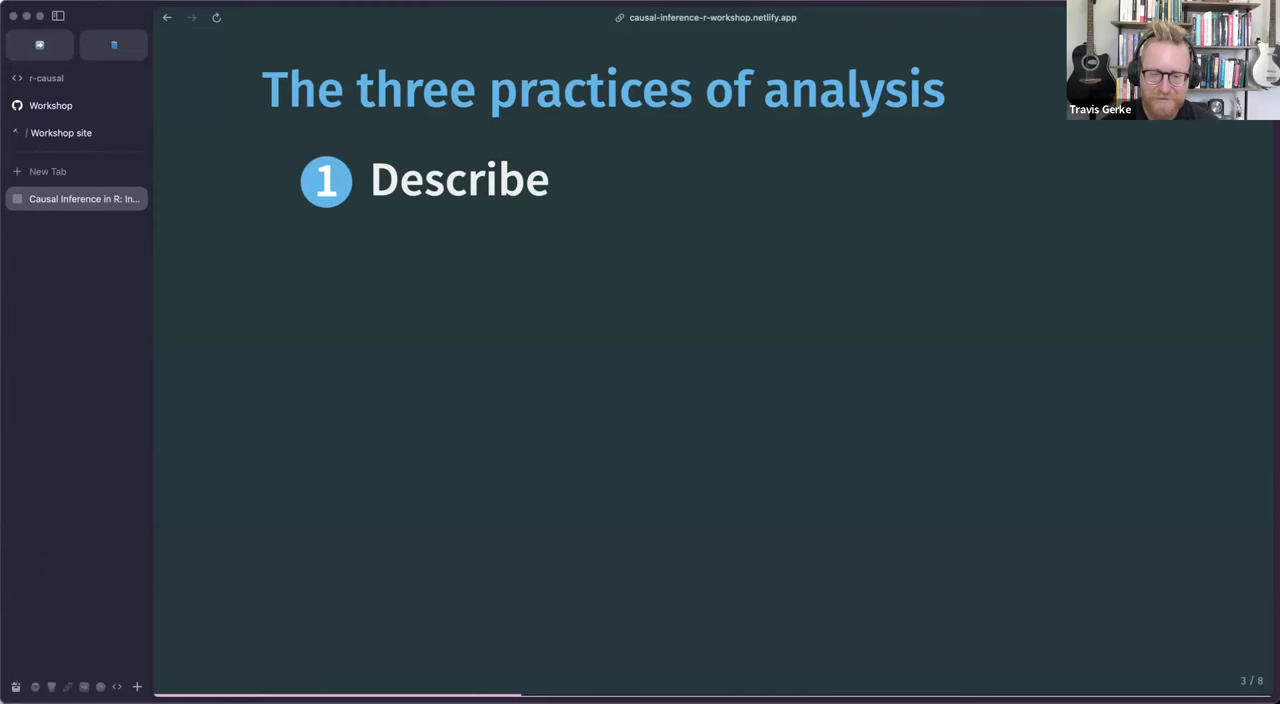 causal-inference-r-workshop.netlify.app
r-causal
Workshop
/ Workshop site
New Tab
Causal Inference in R: In...
The three practices of analysis
1 Describe
Travis Gerke
3 / 8